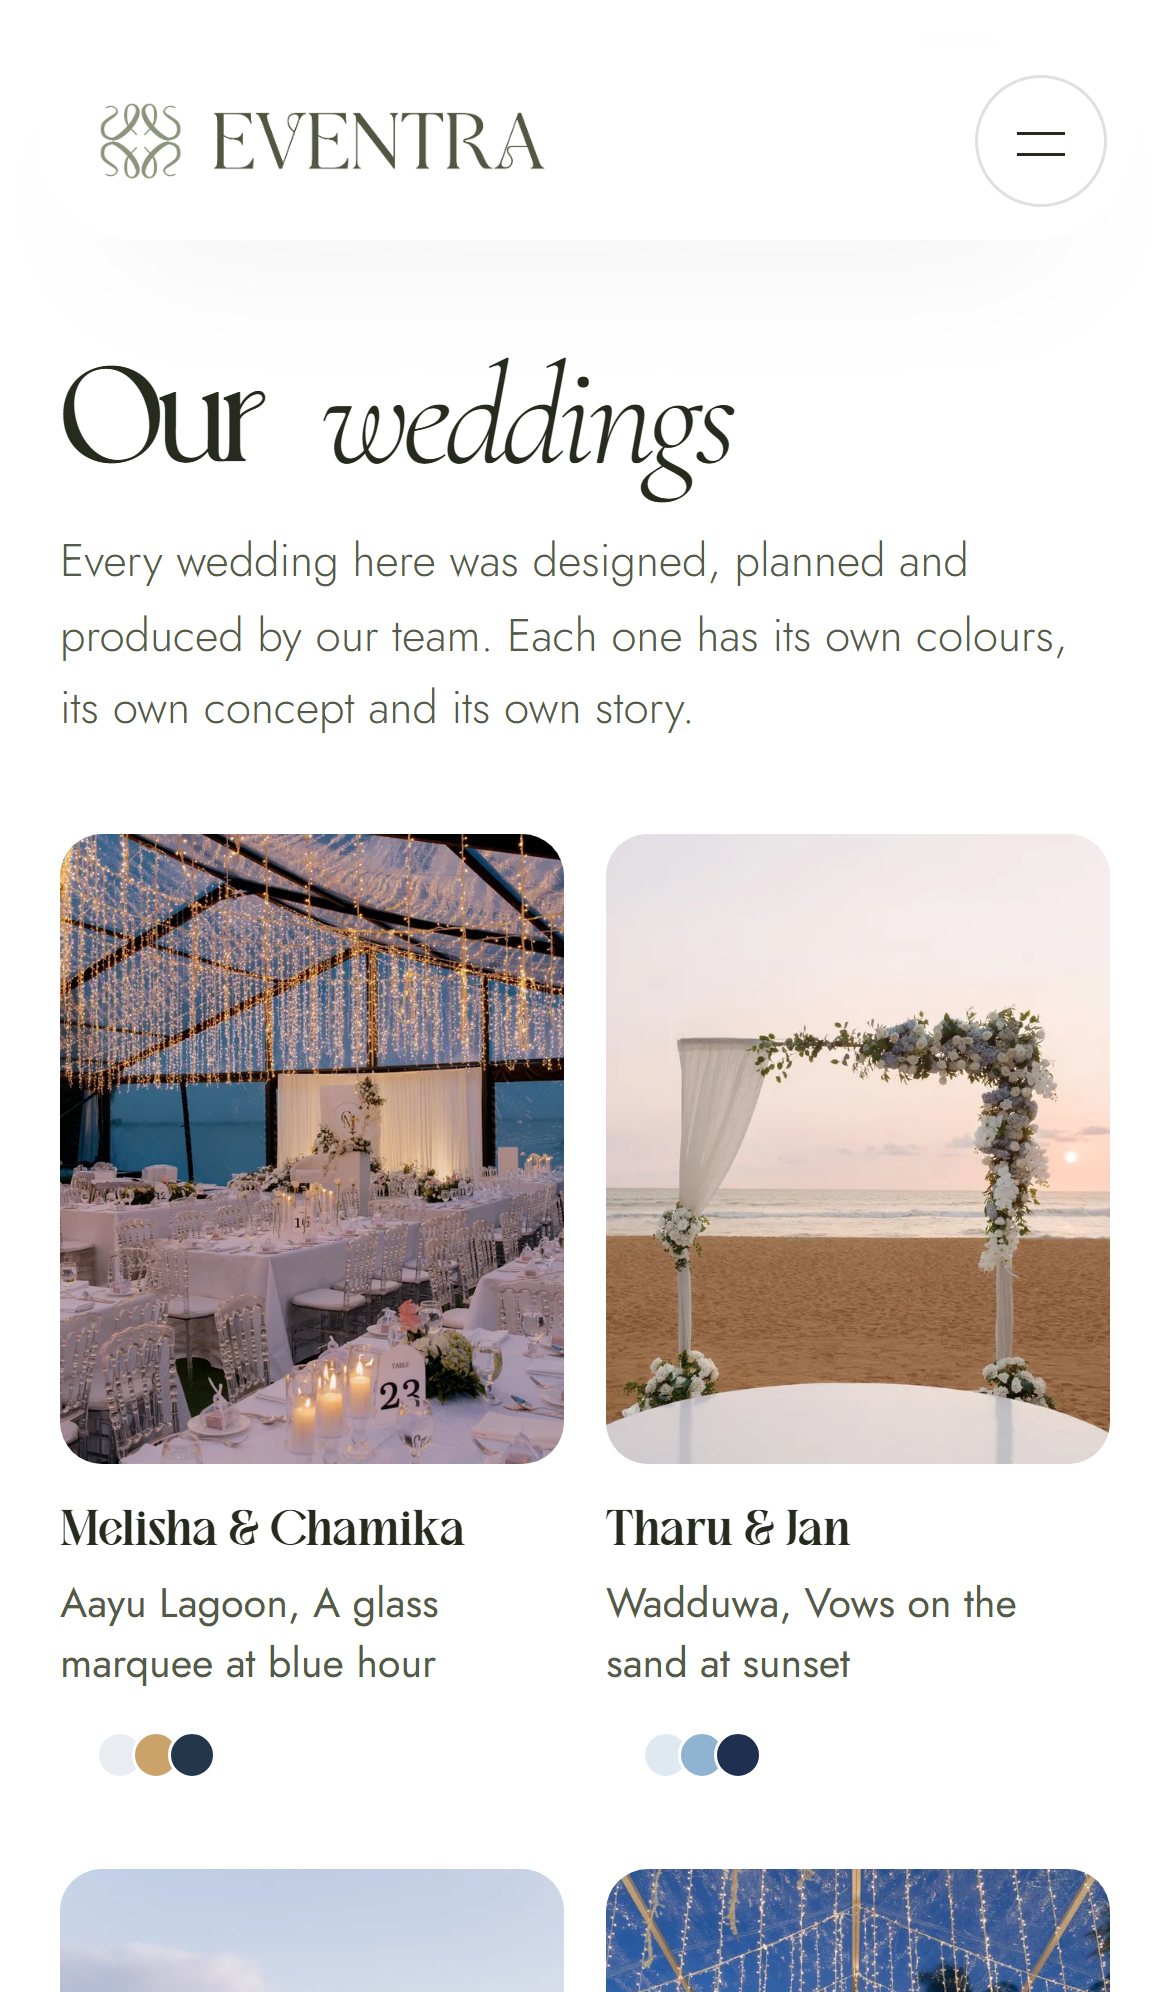 EVENTRA
Our weddings
Every wedding here was designed, planned and
produced by our team. Each one has its own colours,
its own concept and its own story.
TABLE
23
Melisha & Chamika
Aayu Lagoon, A glass
marquee at blue hour
Tharu & Jan
Wadduwa, Vows on the
sand at sunset